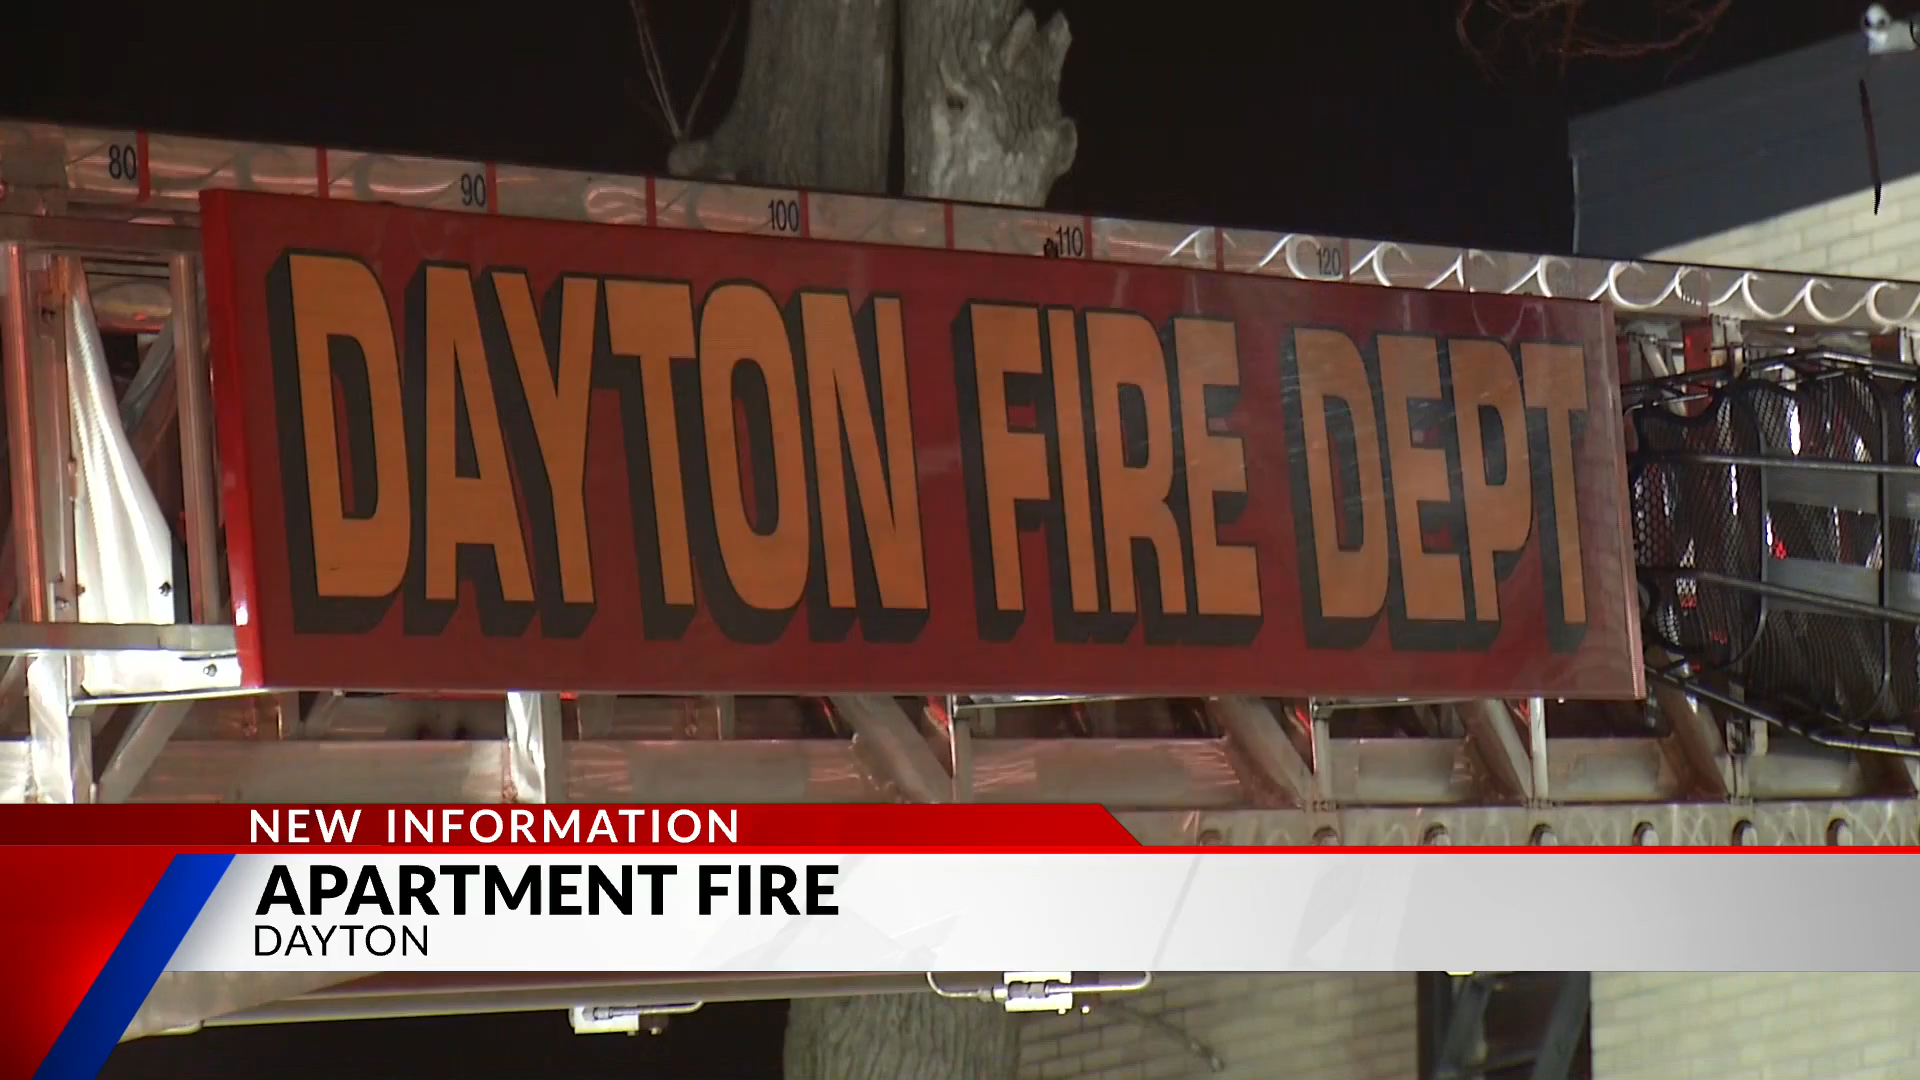 80 90 100 110 120
DAYTON FIRE DEPT
NEW INFORMATION
APARTMENT FIRE
DAYTON